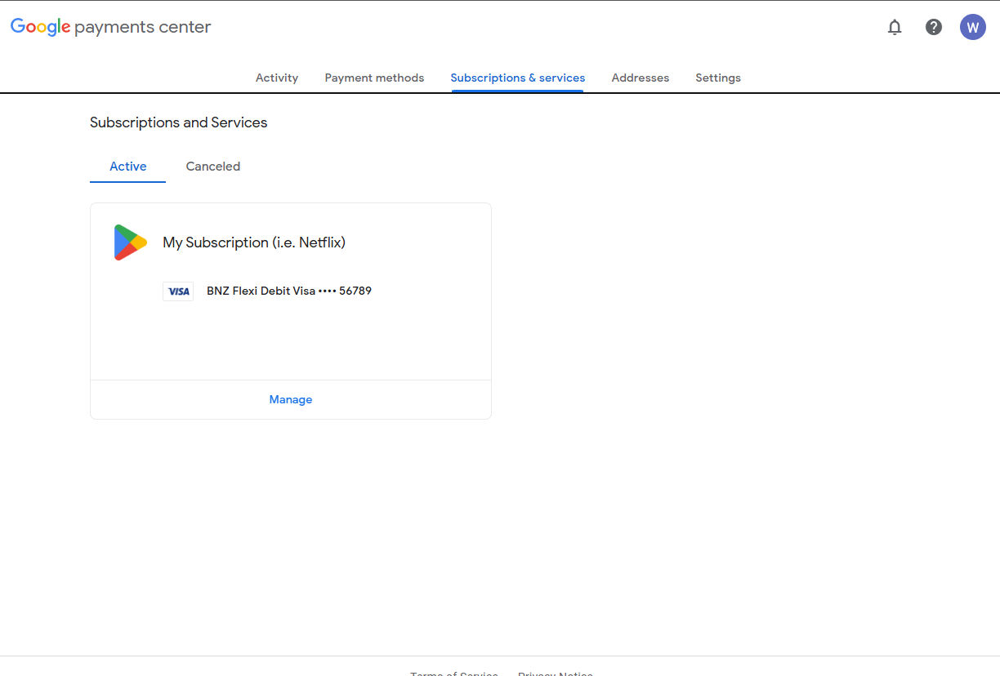 Google payments center
W
Activity Payment methods Subscriptions & services Addresses Settings
Subscriptions and Services
Active Canceled
My Subscription (i.e. Netflix)
VISA BNZ Flexi Debit Visa •••• 56789
Manage
Terms of Service Privacy Notice